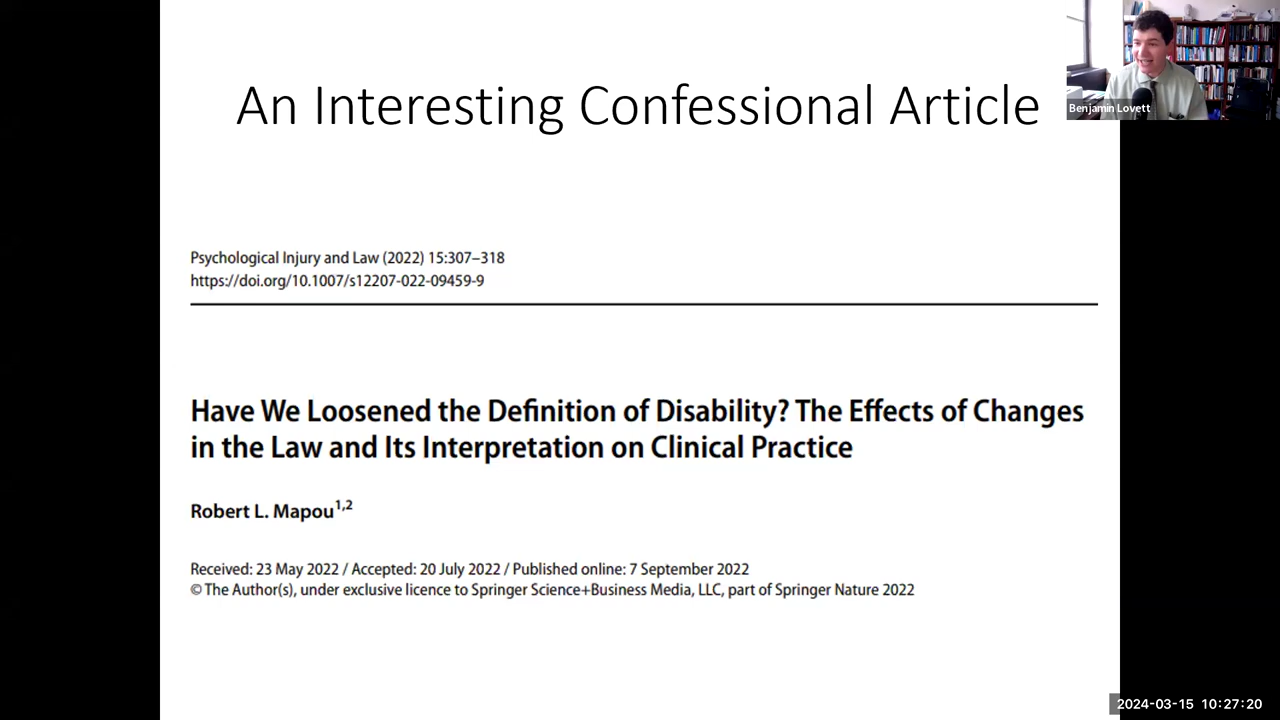 An Interesting Confessional Article
Benjamin Lovett
Psychological Injury and Law (2022) 15:307–318
https://doi.org/10.1007/s12207-022-09459-9
Have We Loosened the Definition of Disability? The Effects of Changes
in the Law and Its Interpretation on Clinical Practice
Robert L. Mapou1,2
Received: 23 May 2022 / Accepted: 20 July 2022 / Published online: 7 September 2022
© The Author(s), under exclusive licence to Springer Science+Business Media, LLC, part of Springer Nature 2022
2024-03-15 10:27:20